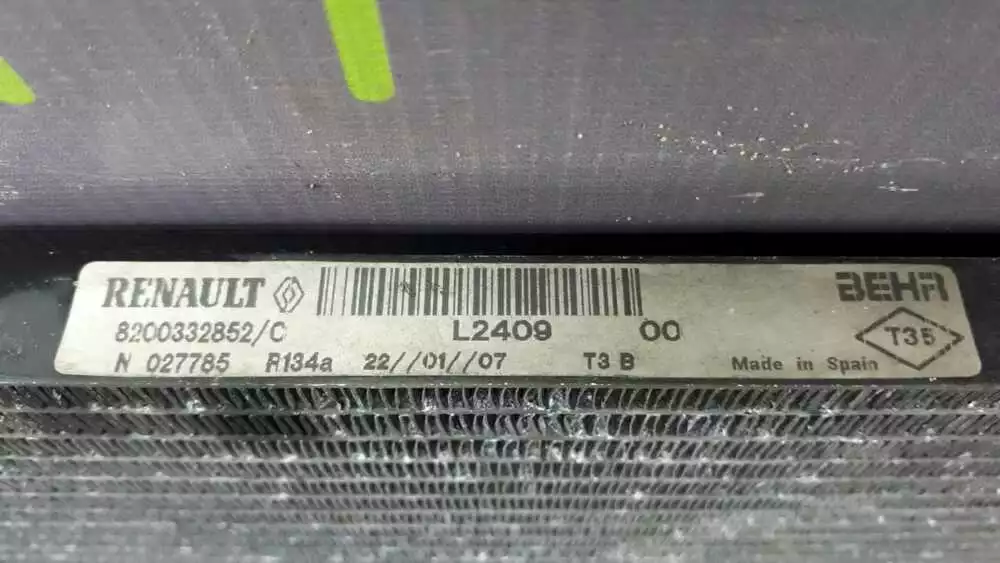 RENAULT BEHR
8200332852/C L2409 00 T35
N 027785 R134a 22//01//07 T3 B Made in Spain